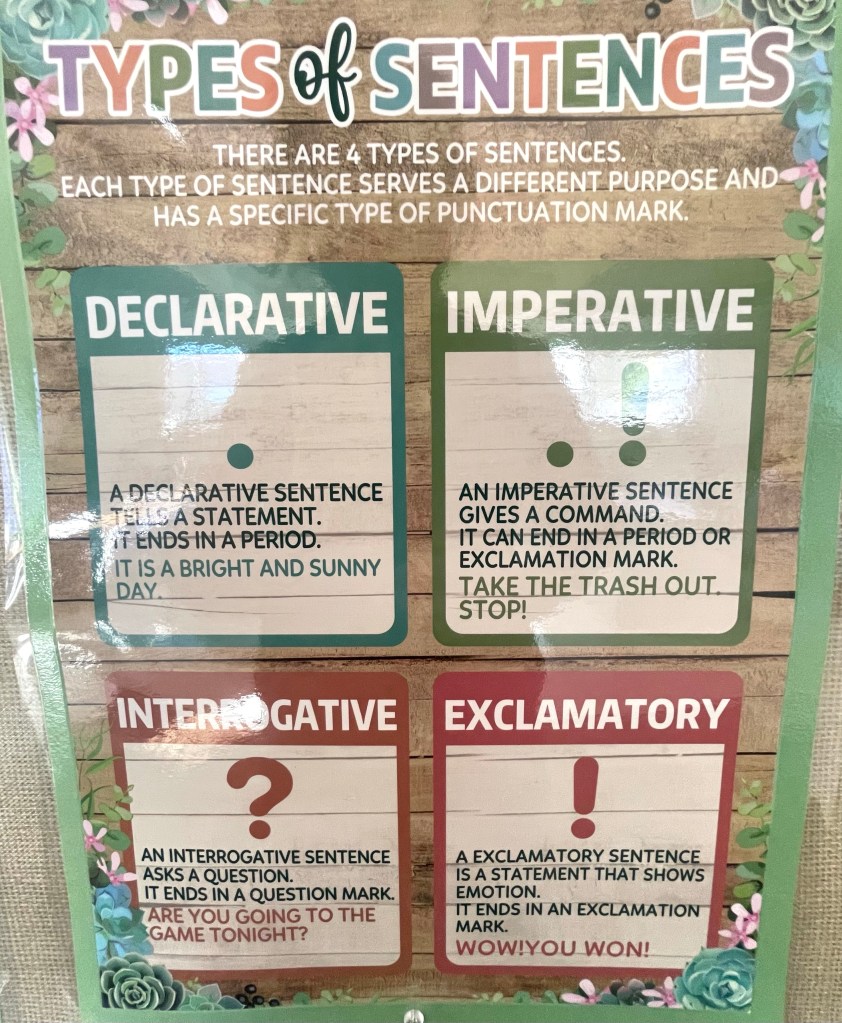 TYPES of SENTENCES
THERE ARE 4 TYPES OF SENTENCES.
EACH TYPE OF SENTENCE SERVES A DIFFERENT PURPOSE AND
HAS A SPECIFIC TYPE OF PUNCTUATION MARK.
DECLARATIVE
.
A DECLARATIVE SENTENCE
TELLS A STATEMENT.
IT ENDS IN A PERIOD.
IT IS A BRIGHT AND SUNNY
DAY.
IMPERATIVE
. !
AN IMPERATIVE SENTENCE
GIVES A COMMAND.
IT CAN END IN A PERIOD OR
EXCLAMATION MARK.
TAKE THE TRASH OUT.
STOP!
INTERROGATIVE
?
AN INTERROGATIVE SENTENCE
ASKS A QUESTION.
IT ENDS IN A QUESTION MARK.
ARE YOU GOING TO THE
GAME TONIGHT?
EXCLAMATORY
!
A EXCLAMATORY SENTENCE
IS A STATEMENT THAT SHOWS
EMOTION.
IT ENDS IN AN EXCLAMATION
MARK.
WOW!YOU WON!